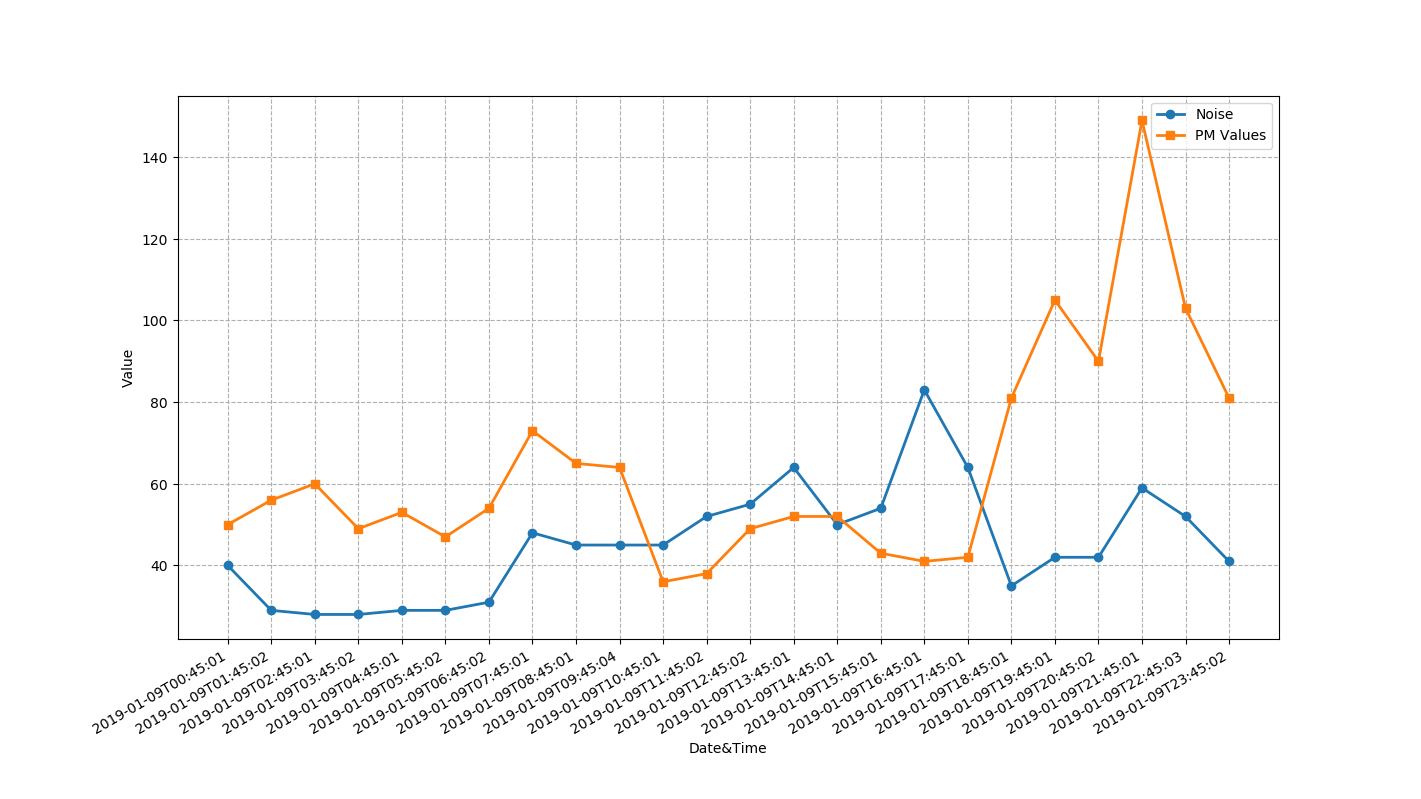 Noise
PM Values
140
120
100
80
60
40
Value
2019-01-09T00:45:01
2019-01-09T01:45:02
2019-01-09T02:45:01
2019-01-09T03:45:02
2019-01-09T04:45:01
2019-01-09T05:45:02
2019-01-09T06:45:02
2019-01-09T07:45:01
2019-01-09T08:45:01
2019-01-09T09:45:04
2019-01-09T10:45:01
2019-01-09T11:45:02
2019-01-09T12:45:02
2019-01-09T13:45:01
2019-01-09T14:45:01
2019-01-09T15:45:01
2019-01-09T16:45:01
2019-01-09T17:45:01
2019-01-09T18:45:01
2019-01-09T19:45:01
2019-01-09T20:45:02
2019-01-09T21:45:01
2019-01-09T22:45:03
2019-01-09T23:45:02
Date&Time